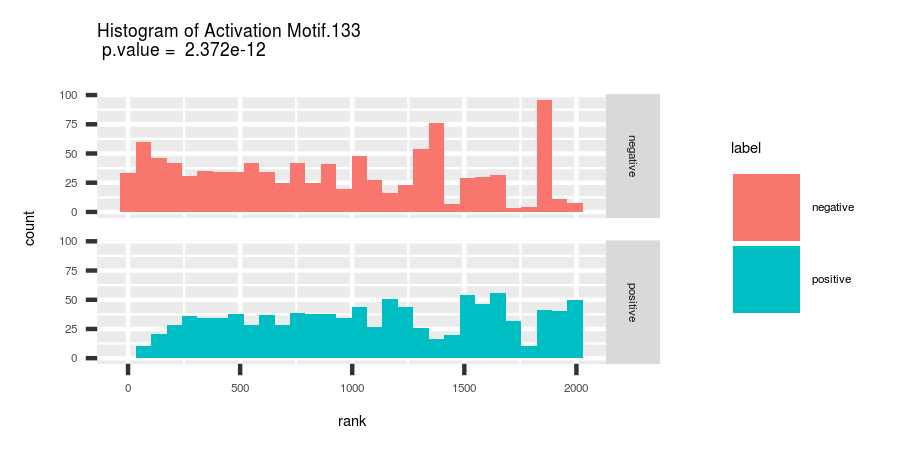 Histogram of Activation Motif.133
p.value =  2.372e-12
count
100
75
50
25
0
negative
100
75
50
25
0
positive
0 500 1000 1500 2000
rank
label
negative
positive